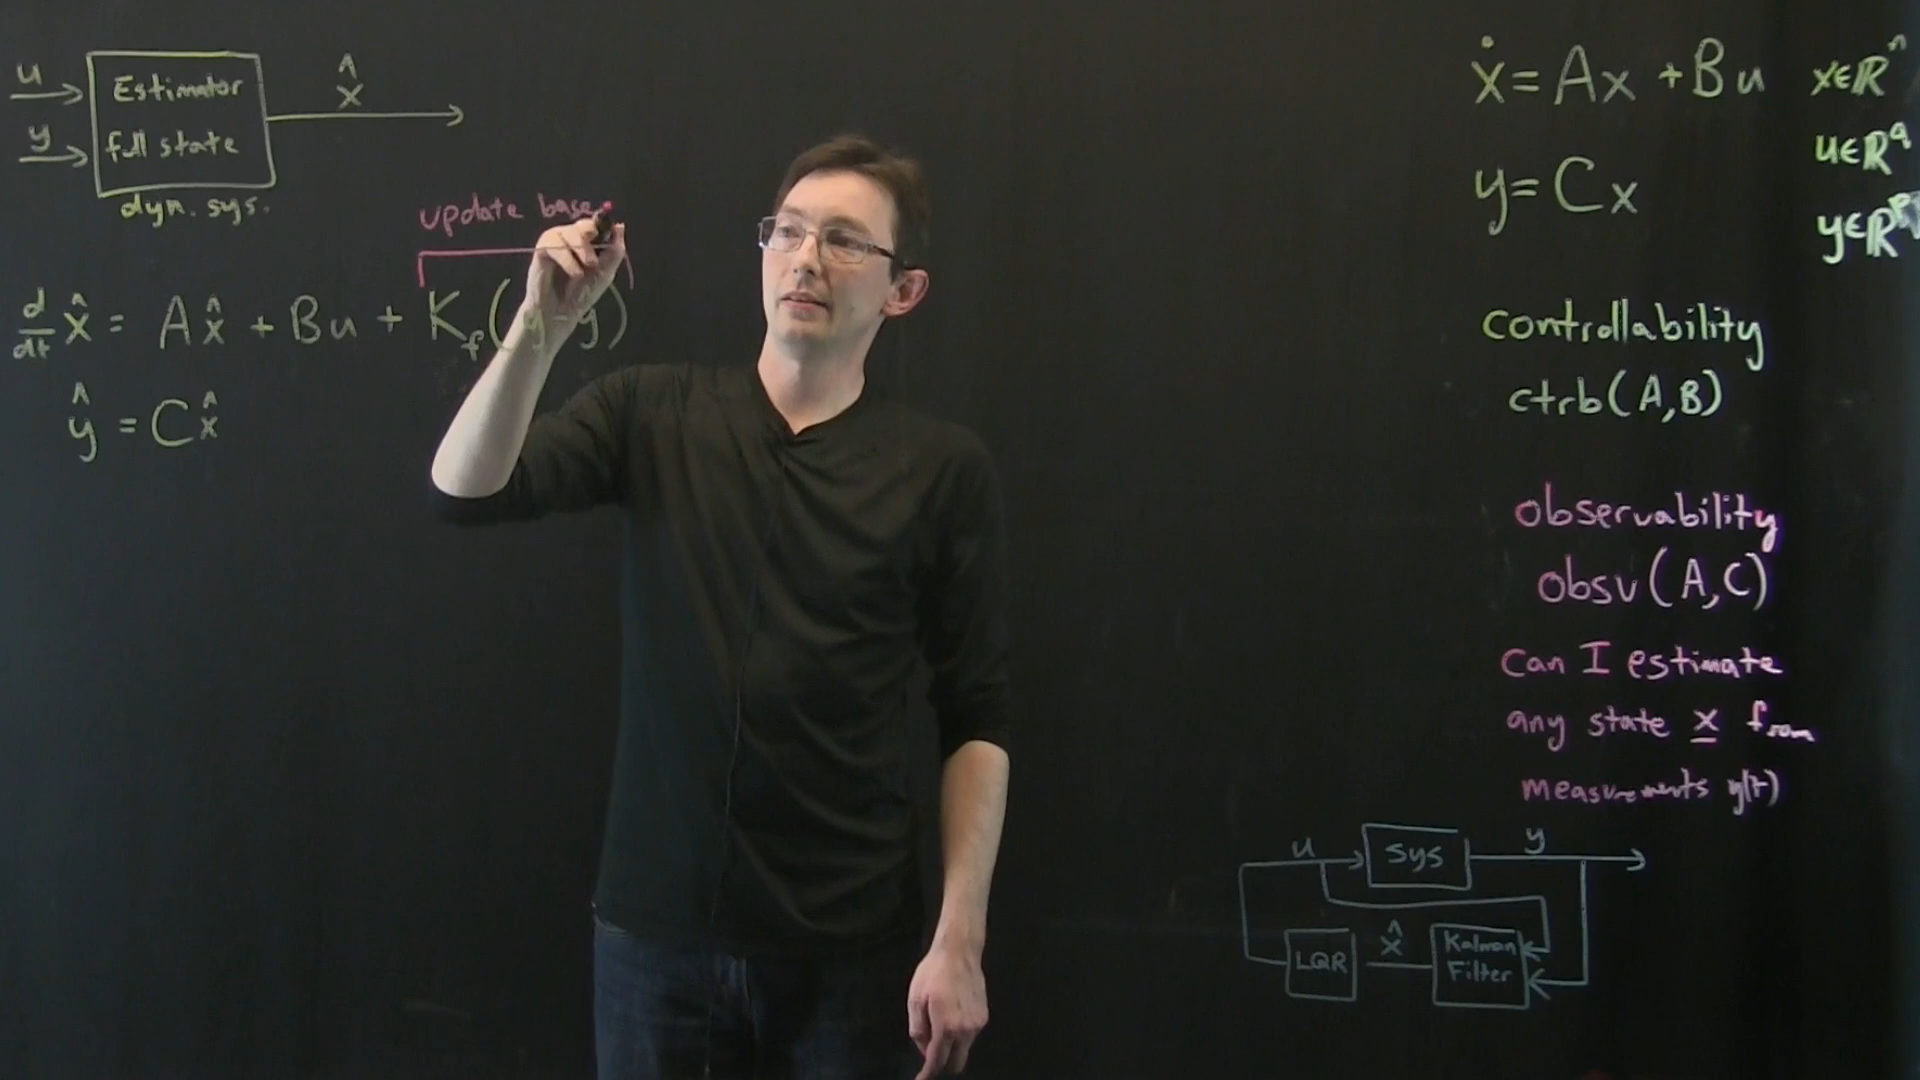 u
y
Estimator
full state
dyn. sys.
x̂
update base
d/dt x̂ = Ax̂ + Bu + K_f(y - ŷ)
ŷ = Cx̂
ẋ = Ax + Bu x∈ℝⁿ
u∈ℝ^q
y = Cx
y∈ℝ^p
controllability
ctrb(A,B)
observability
obsv(A,C)
can I estimate
any state x from
measurements y(t)
u
sys
y
LQR
x̂
Kalman
Filter